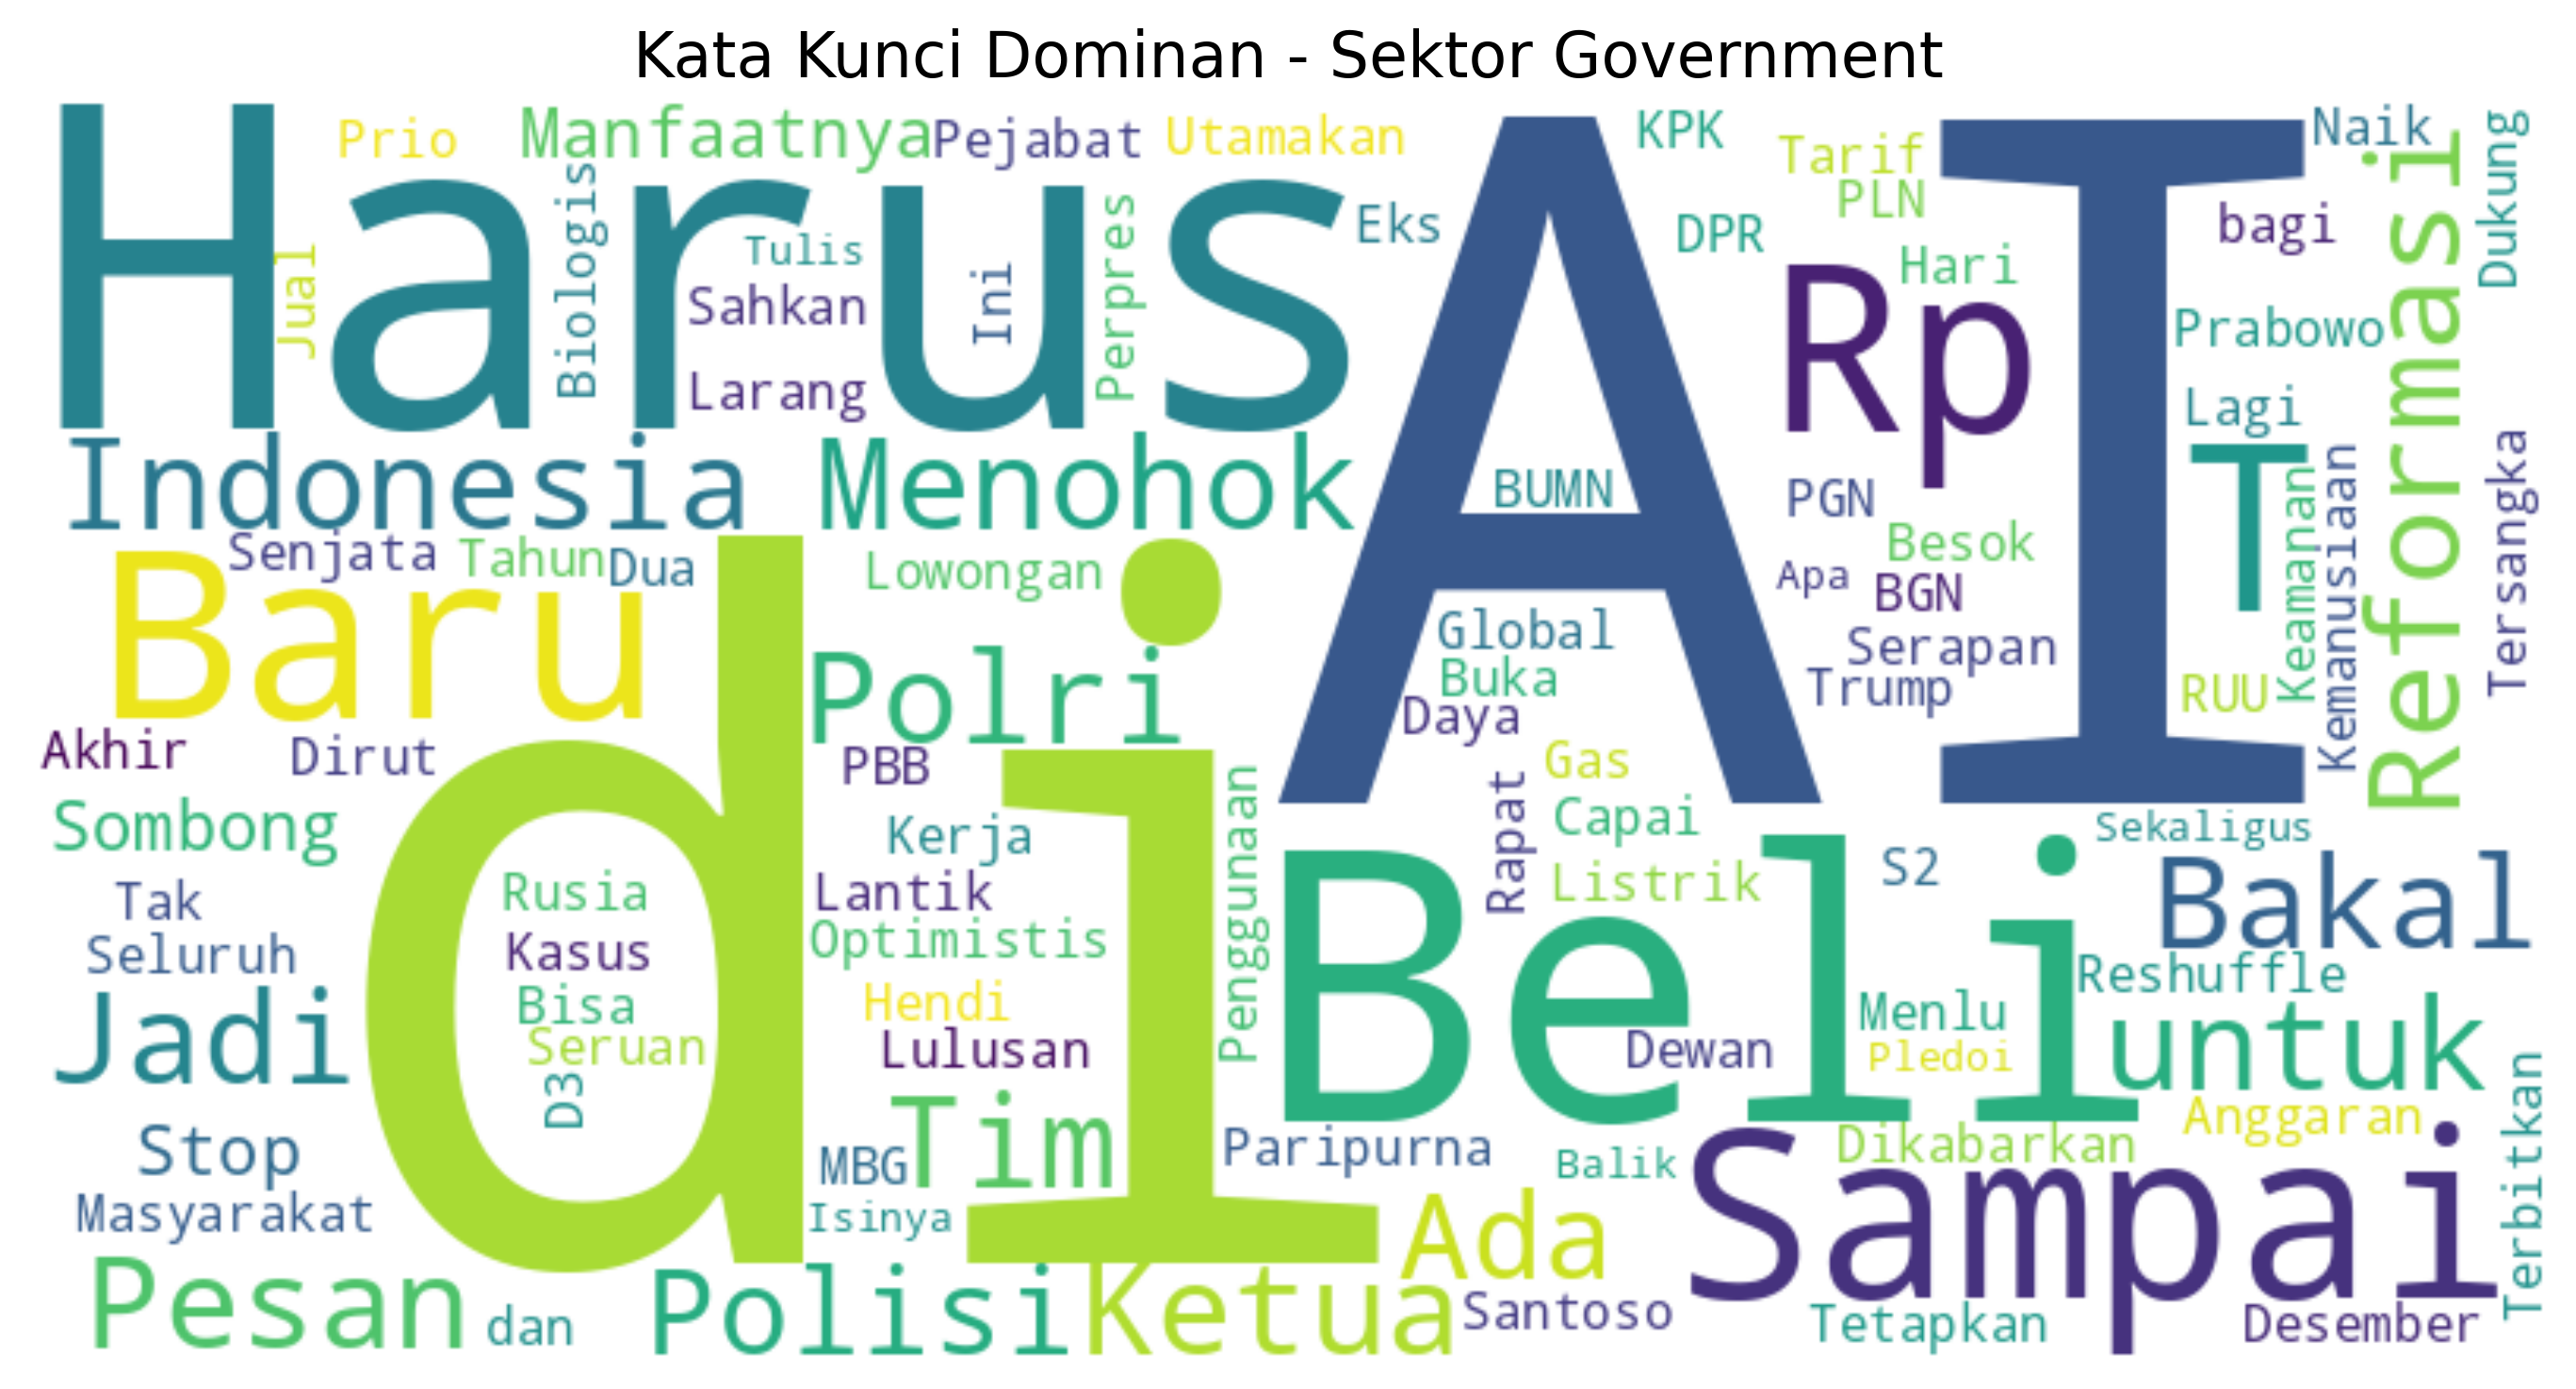 Kata Kunci Dominan - Sektor Government
Harus
Prio
Manfaatnya
Pejabat
Utamakan
KPK
AI
Tarif
PLN
Naik
Dukung
Jual
Biologis
Tulis
Sahkan
Larang
Ini
Perpres
Eks
DPR
Hari
Rp
bagi
Prabowo
Lagi
Reformasi
Indonesia
Menohok
BUMN
PGN
Besok
T
Keamanan
Kemanusiaan
Tersangka
Senjata
Tahun
Dua
Lowongan
Apa
BGN
Baru
di
Polri
Global
Buka
Daya
Serapan
Trump
RUU
Akhir
Dirut
PBB
Gas
Rapat
Capai
Listrik
Sombong
Kerja
Penggunaan
Beli
S2
Sekaligus
Bakal
Tak
Seluruh
Rusia
Kasus
Bisa
Seruan
D3
Lantik
Optimistis
Hendi
Lulusan
Reshuffle
Jadi
Dewan
Menlu
Pledoi
untuk
Stop
Masyarakat
MBG
Tim
Isinya
Paripurna
Balik
Dikabarkan
Anggaran
Terbitkan
Ada
Sampai
Pesan
dan
Polisi
Ketua
Santoso
Tetapkan
Desember